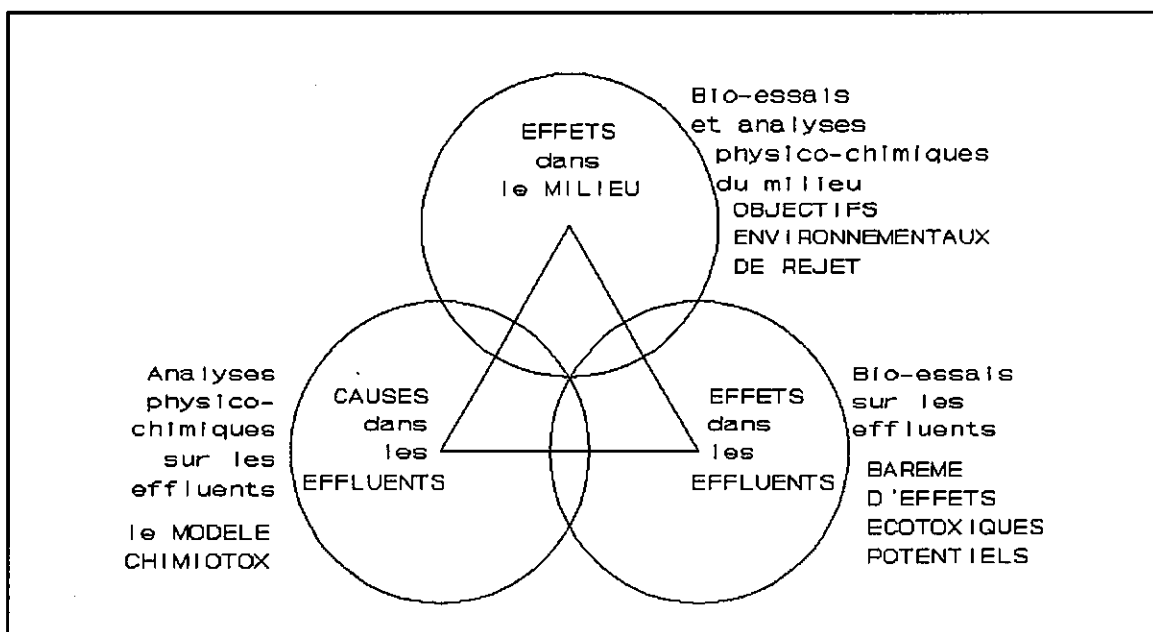 EFFETS
dans
le MILIEU
Bio-essais
et analyses
physico-chimiques
du milieu
OBJECTIFS
ENVIRONNEMENTAUX
DE REJET
Analyses
physico-
chimiques
sur les
effluents
le MODELE
CHIMIOTOX
CAUSES
dans
les
EFFLUENTS
EFFETS
dans
les
EFFLUENTS
Bio-essais
sur les
effluents
BAREME
D'EFFETS
ECOTOXIQUES
POTENTIELS